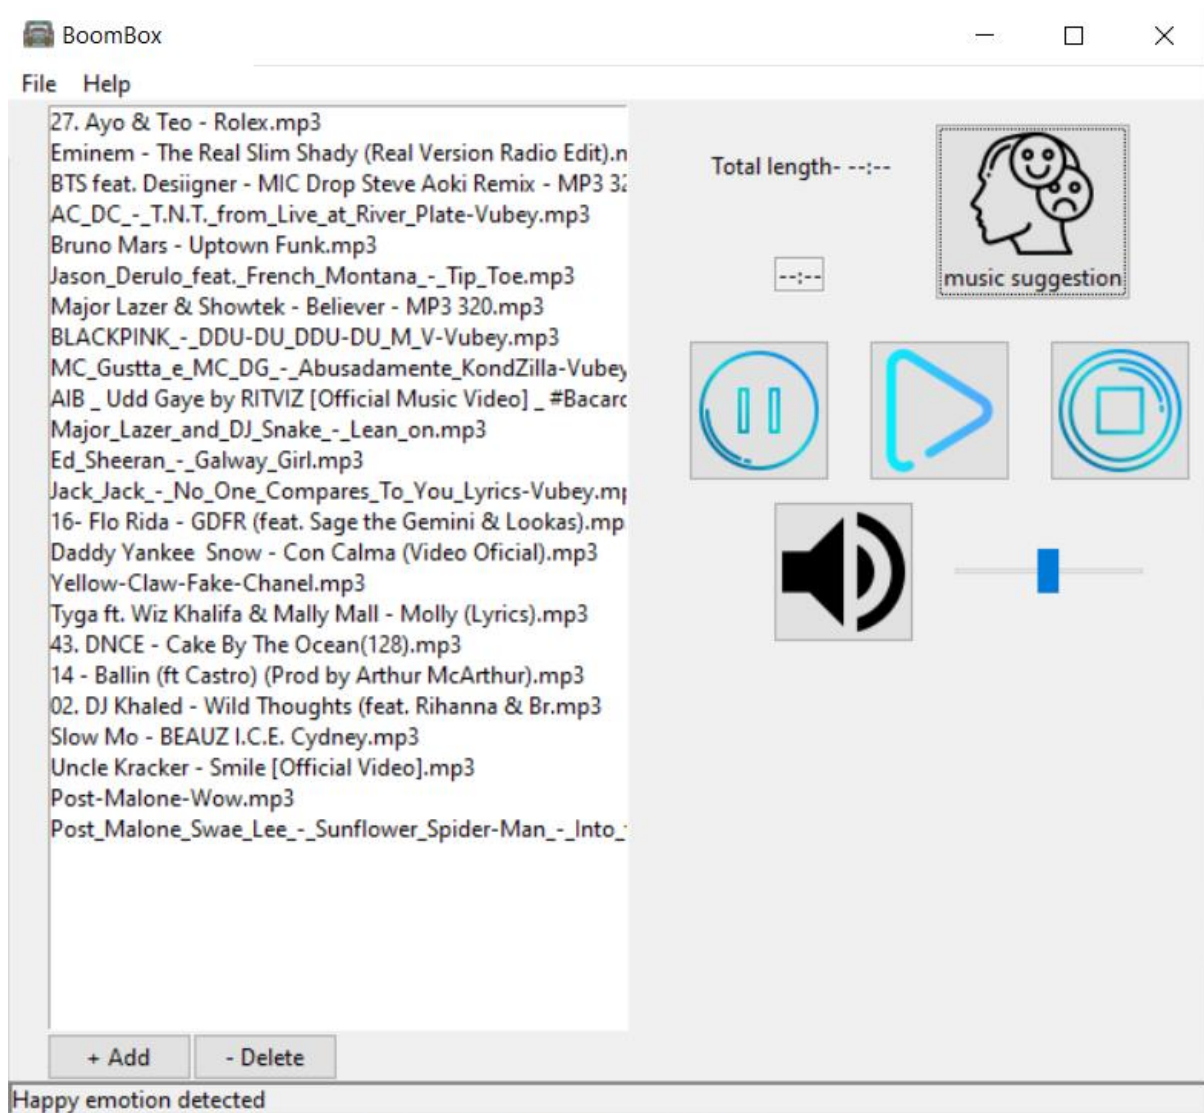 BoomBox
File Help
27. Ayo & Teo - Rolex.mp3
Eminem - The Real Slim Shady (Real Version Radio Edit).n
BTS feat. Desiigner - MIC Drop Steve Aoki Remix - MP3 32
AC_DC_-_T.N.T._from_Live_at_River_Plate-Vubey.mp3
Bruno Mars - Uptown Funk.mp3
Jason_Derulo_feat._French_Montana_-_Tip_Toe.mp3
Major Lazer & Showtek - Believer - MP3 320.mp3
BLACKPINK_-_DDU-DU_DDU-DU_M_V-Vubey.mp3
MC_Gustta_e_MC_DG_-_Abusadamente_KondZilla-Vubey
AIB _ Udd Gaye by RITVIZ [Official Music Video] _ #Bacarc
Major_Lazer_and_DJ_Snake_-_Lean_on.mp3
Ed_Sheeran_-_Galway_Girl.mp3
Jack_Jack_-_No_One_Compares_To_You_Lyrics-Vubey.mp
16- Flo Rida - GDFR (feat. Sage the Gemini & Lookas).mp
Daddy Yankee  Snow - Con Calma (Video Oficial).mp3
Yellow-Claw-Fake-Chanel.mp3
Tyga ft. Wiz Khalifa & Mally Mall - Molly (Lyrics).mp3
43. DNCE - Cake By The Ocean(128).mp3
14 - Ballin (ft Castro) (Prod by Arthur McArthur).mp3
02. DJ Khaled - Wild Thoughts (feat. Rihanna & Br.mp3
Slow Mo - BEAUZ I.C.E. Cydney.mp3
Uncle Kracker - Smile [Official Video].mp3
Post-Malone-Wow.mp3
Post_Malone_Swae_Lee_-_Sunflower_Spider-Man_-_Into_
Total length- --:--
--:--
music suggestion
+ Add
- Delete
Happy emotion detected